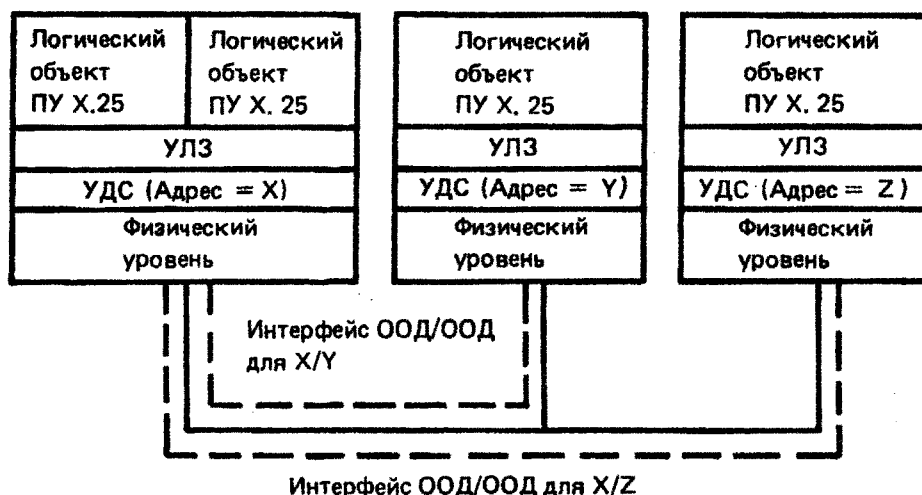 Логический
объект
ПУ X.25
Логический
объект
ПУ X. 25
УЛЗ
УДС (Адрес = X)
Физический
уровень
Логический
объект
ПУ X. 25
УЛЗ
УДС (Адрес = Y)
Физический
уровень
Логический
объект
ПУ X. 25
УЛЗ
УДС (Адрес = Z)
Физический
уровень
Интерфейс ООД/ООД
для X/Y
Интерфейс ООД/ООД для X/Z